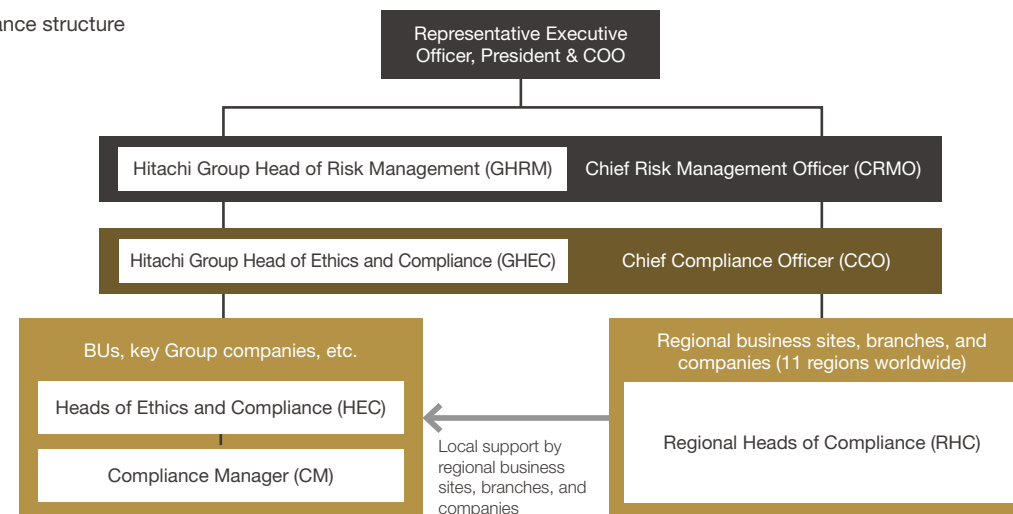 structure
Representative Executive
Officer, President & COO
Hitachi Group Head of Risk Management (GHRM)
Chief Risk Management Officer (CRMO)
Hitachi Group Head of Ethics and Compliance (GHEC)
Chief Compliance Officer (CCO)
BUs, key Group companies, etc.
Heads of Ethics and Compliance (HEC)
Compliance Manager (CM)
Local support by
regional business
sites, branches, and
companies
Regional business sites, branches, and
companies (11 regions worldwide)
Regional Heads of Compliance (RHC)